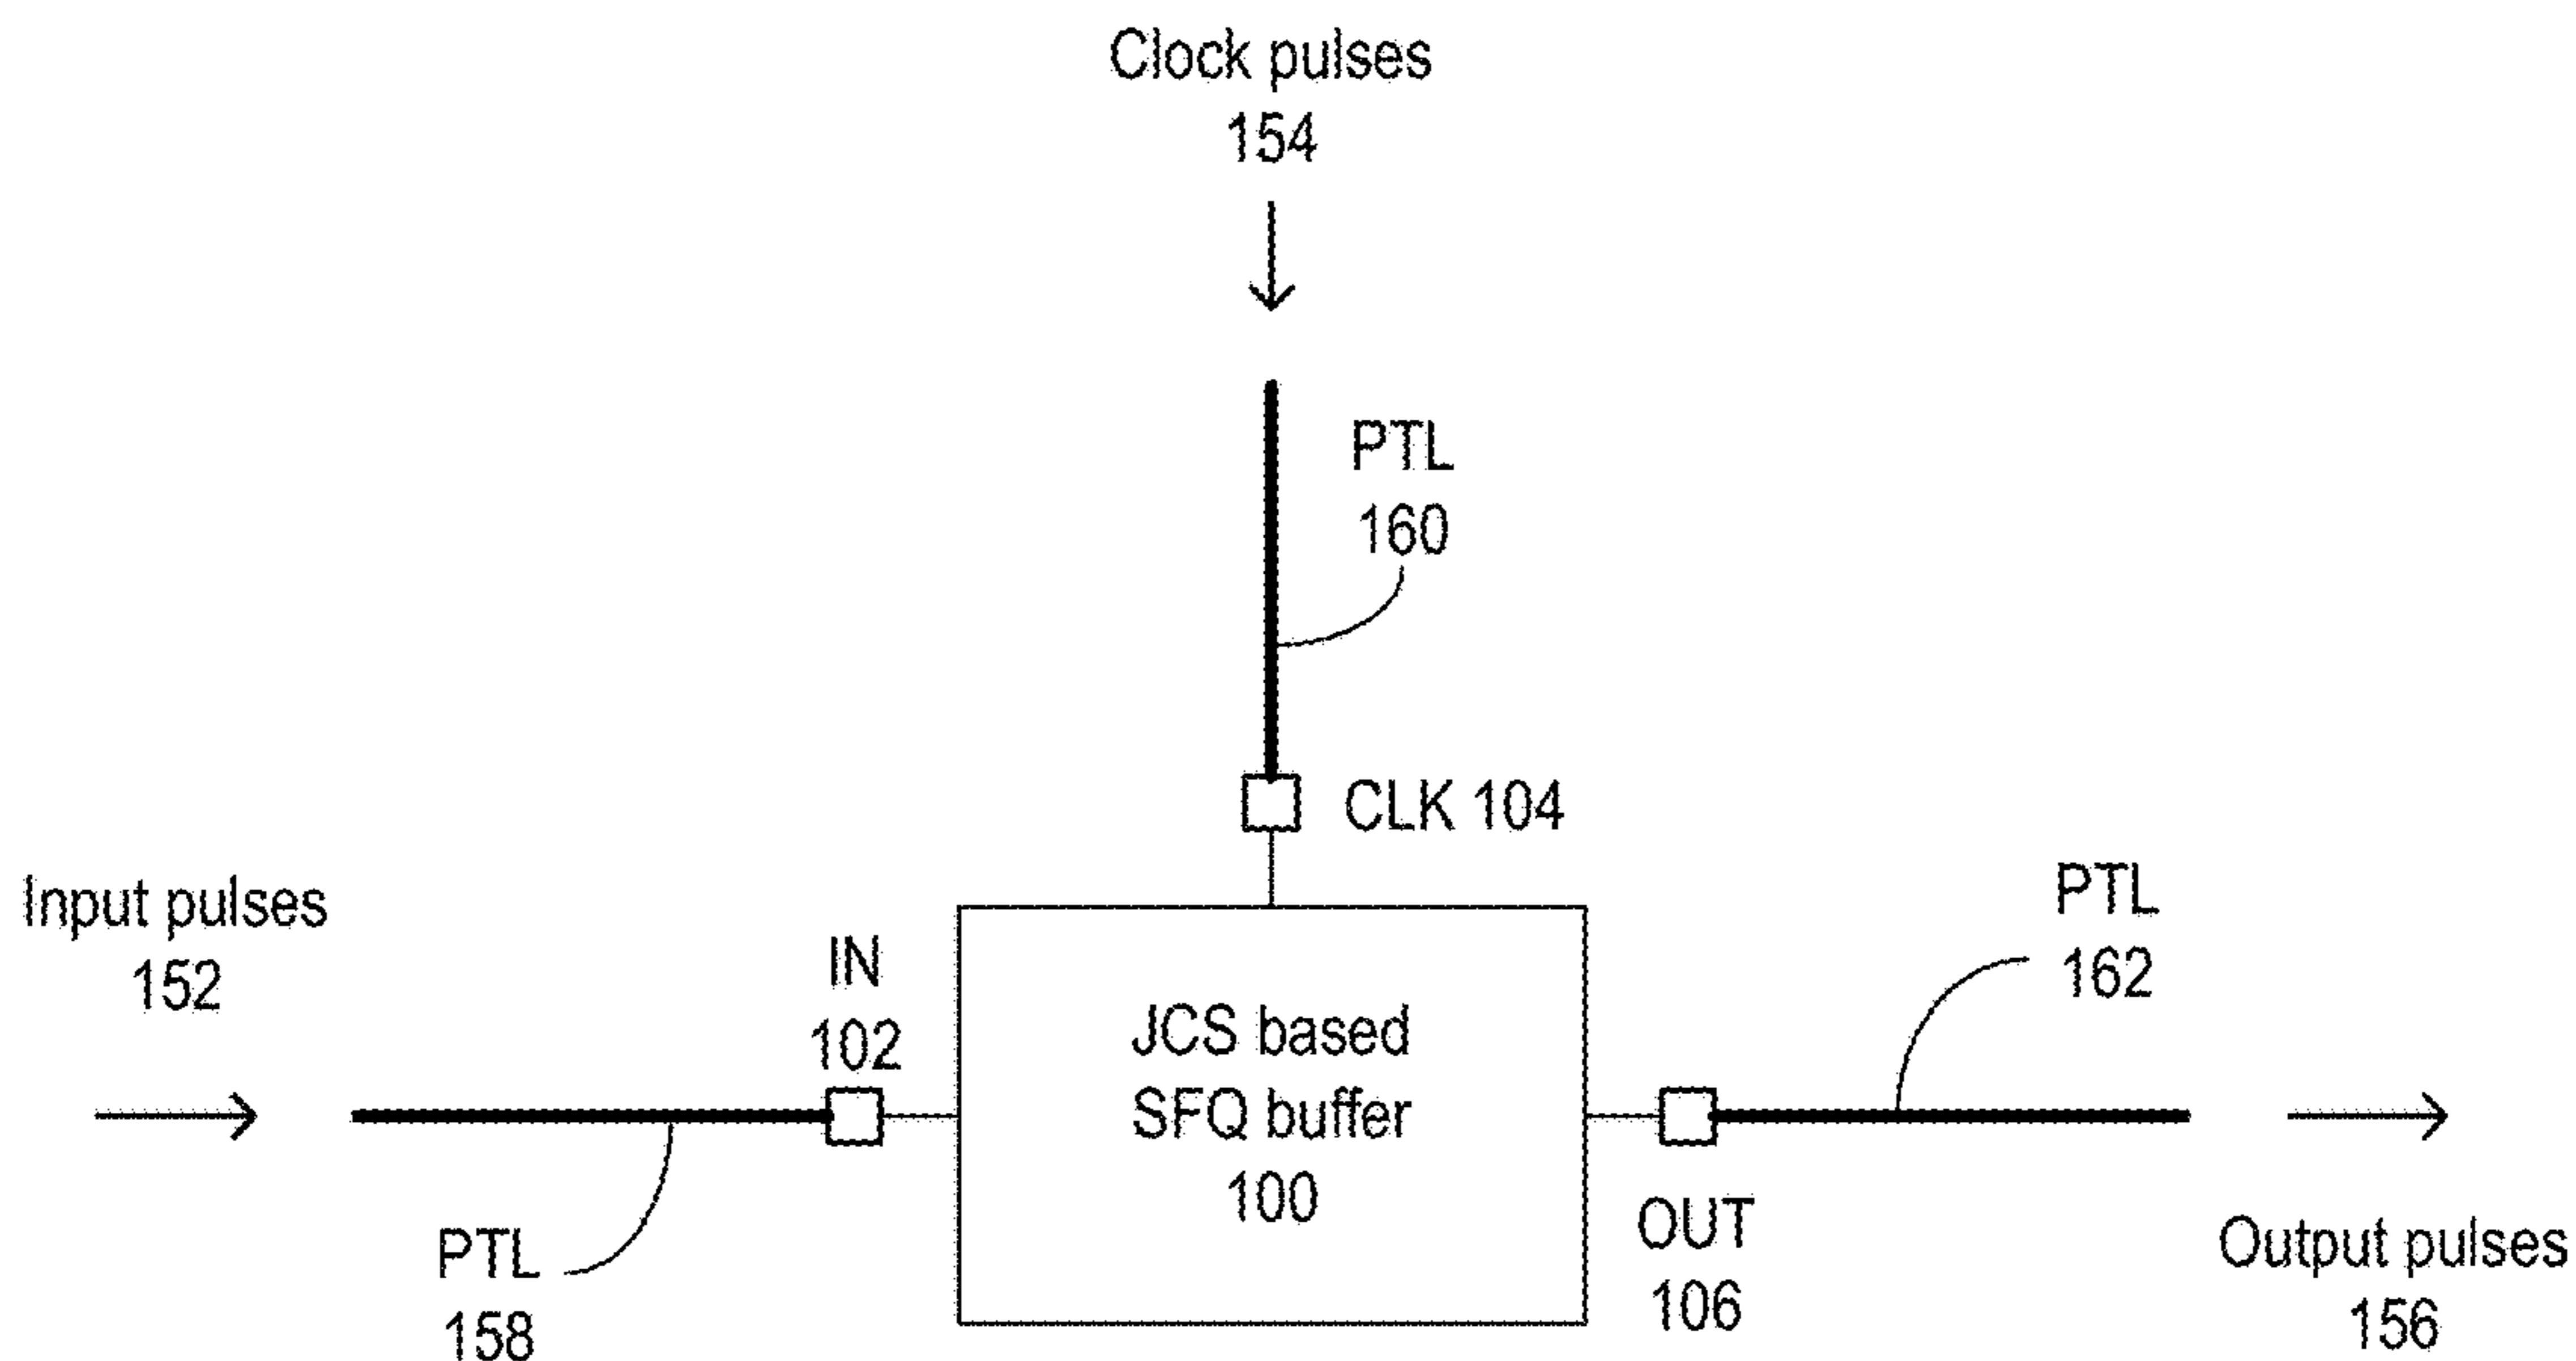 Clock pulses
154
PTL
160
CLK 104
Input pulses
152
IN
102
JCS based
SFQ buffer
100
PTL
162
PTL
158
OUT
106
Output pulses
156